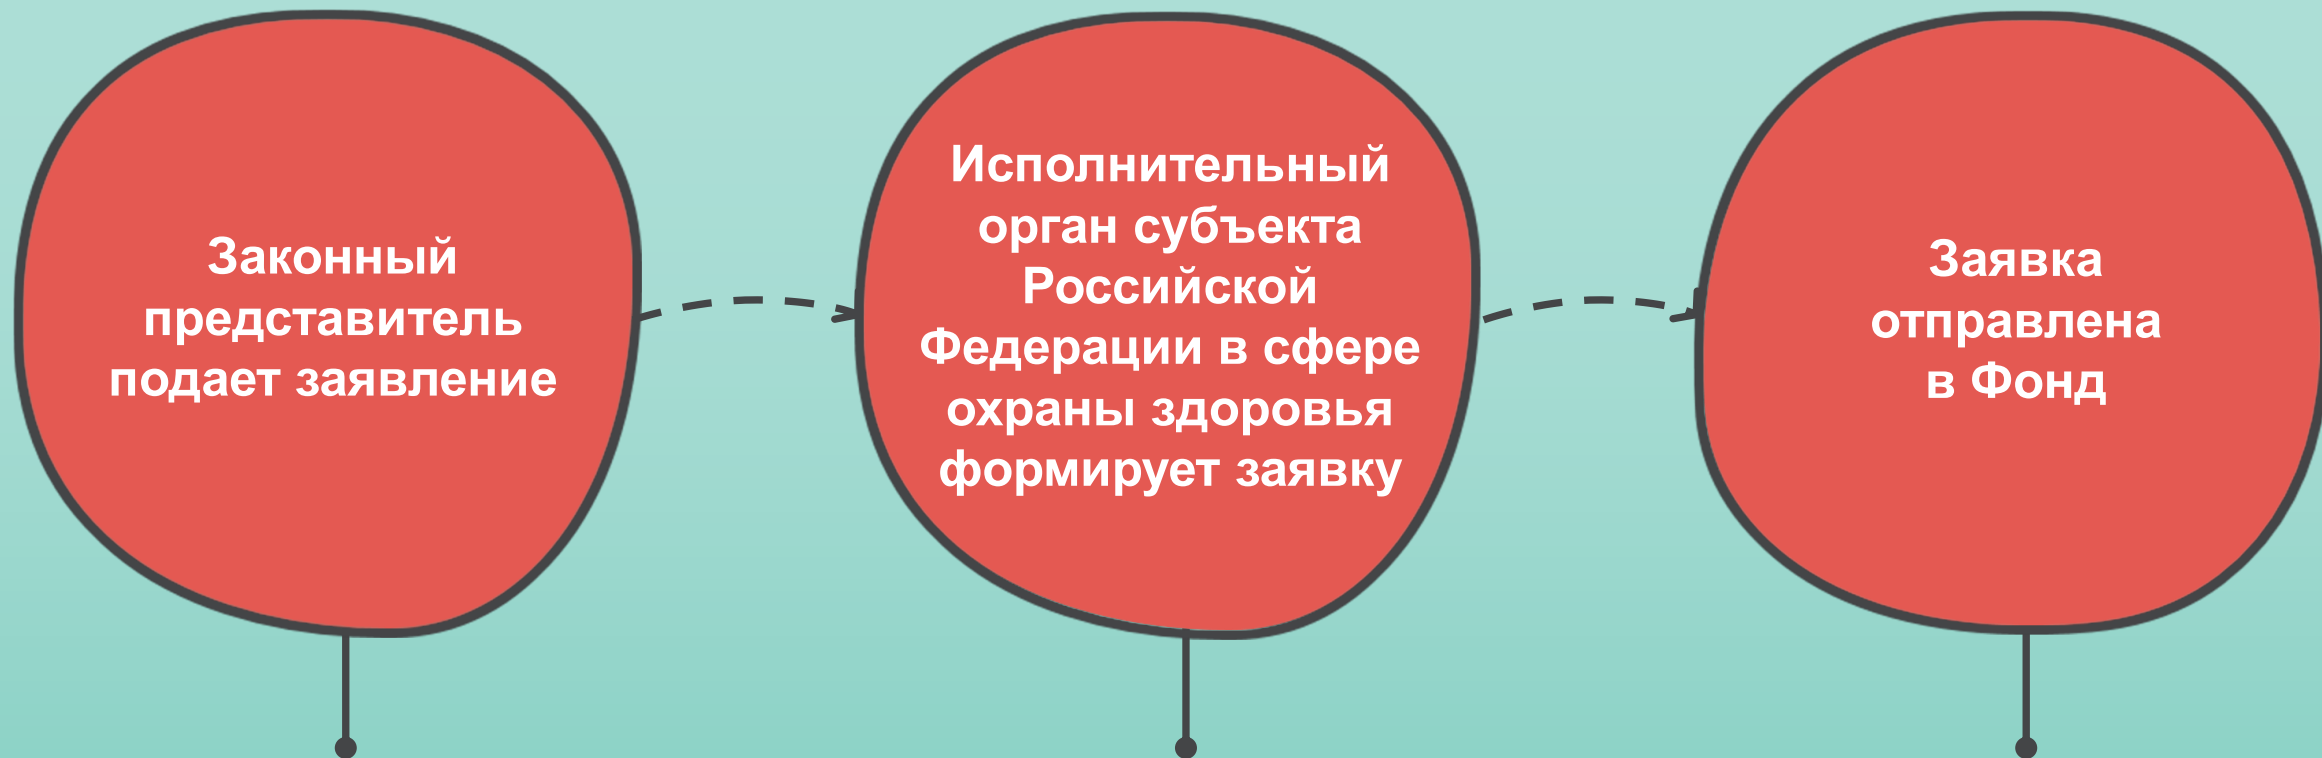 Законный
представитель
подает заявление
Исполнительный
орган субъекта
Российской
Федерации в сфере
охраны здоровья
формирует заявку
Заявка
отправлена
в Фонд